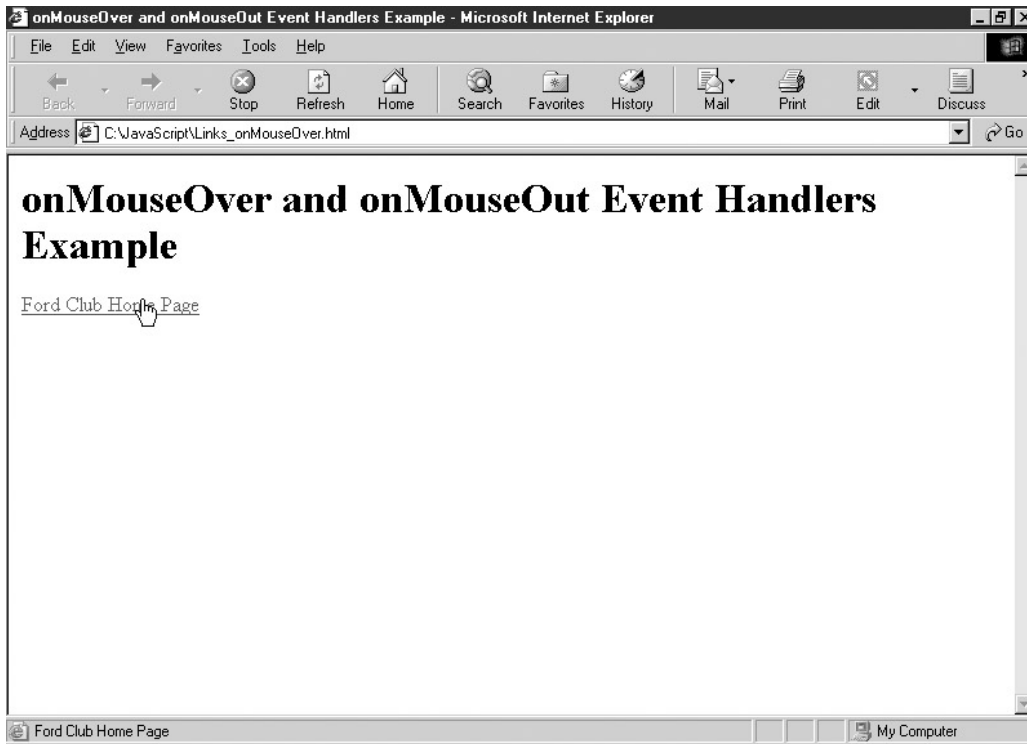 onMouseOver and onMouseOut Event Handlers Example - Microsoft Internet Explorer
File Edit View Favorites Tools Help
Back Forward Stop Refresh Home Search Favorites History Mail Print Edit Discuss
Address C:\JavaScript\Links_onMouseOver.html Go
onMouseOver and onMouseOut Event Handlers
Example
Ford Club Home Page
Ford Club Home Page My Computer